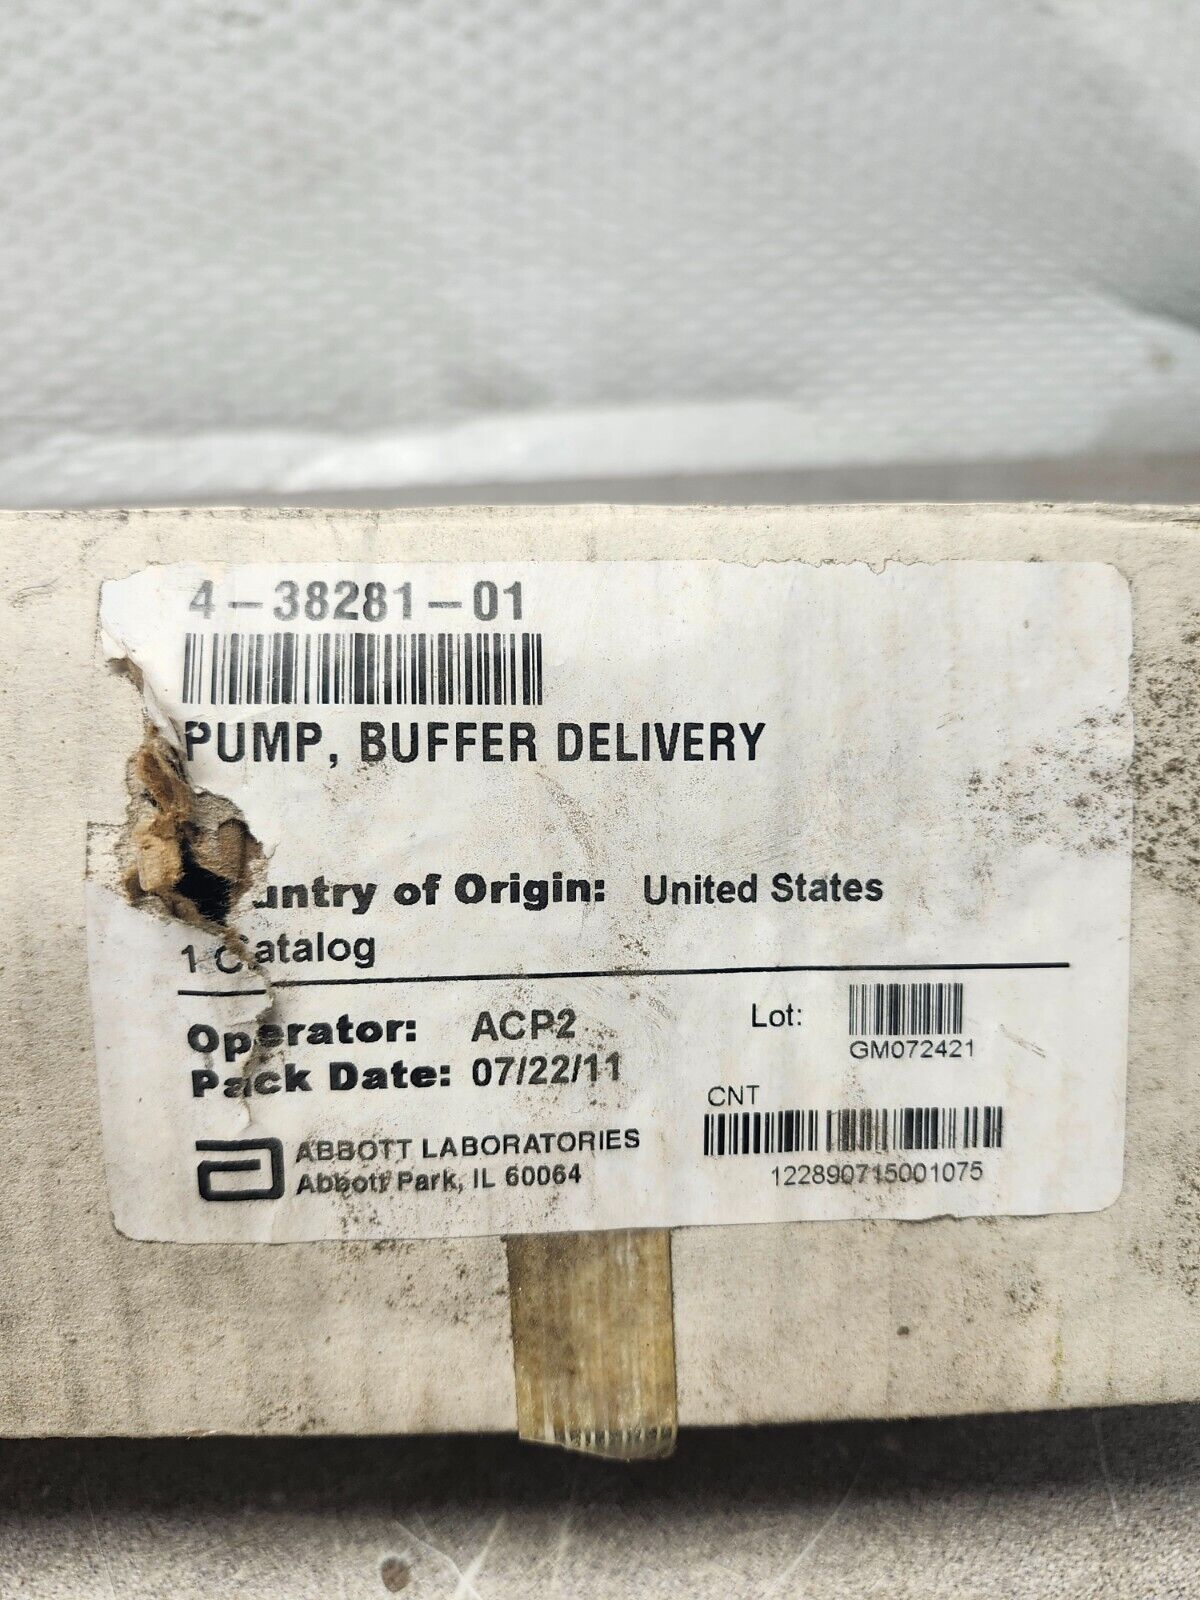 4-38281-01
PUMP, BUFFER DELIVERY
untry of Origin: United States
1 Catalog
Operator: ACP2
Pack Date: 07/22/11
Lot:
GM072421
CNT
122890715001075
ABBOTT LABORATORIES
Abbott Park, IL 60064